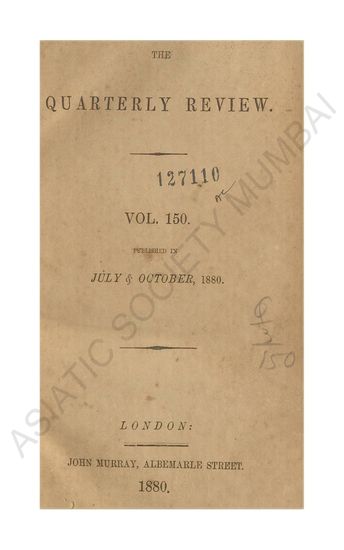 THE
QUARTERLY REVIEW.
127110
VOL. 150.
PUBLISHED IN
JULY & OCTOBER, 1880.
150
LONDON:
JOHN MURRAY, ALBEMARLE STREET.
1880.
ASIATIC SOCIETY MUMBAI